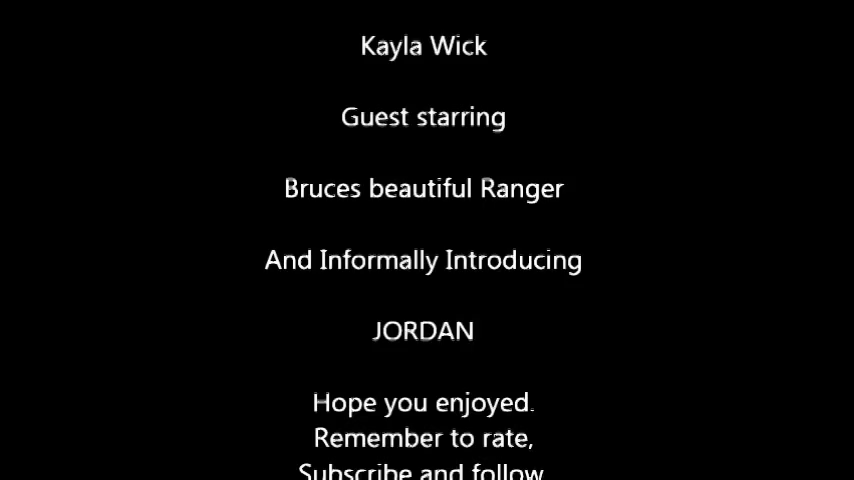 Kayla Wick
Guest starring
Bruces beautiful Ranger
And Informally Introducing
JORDAN
Hope you enjoyed.
Remember to rate,
Subscribe and follow